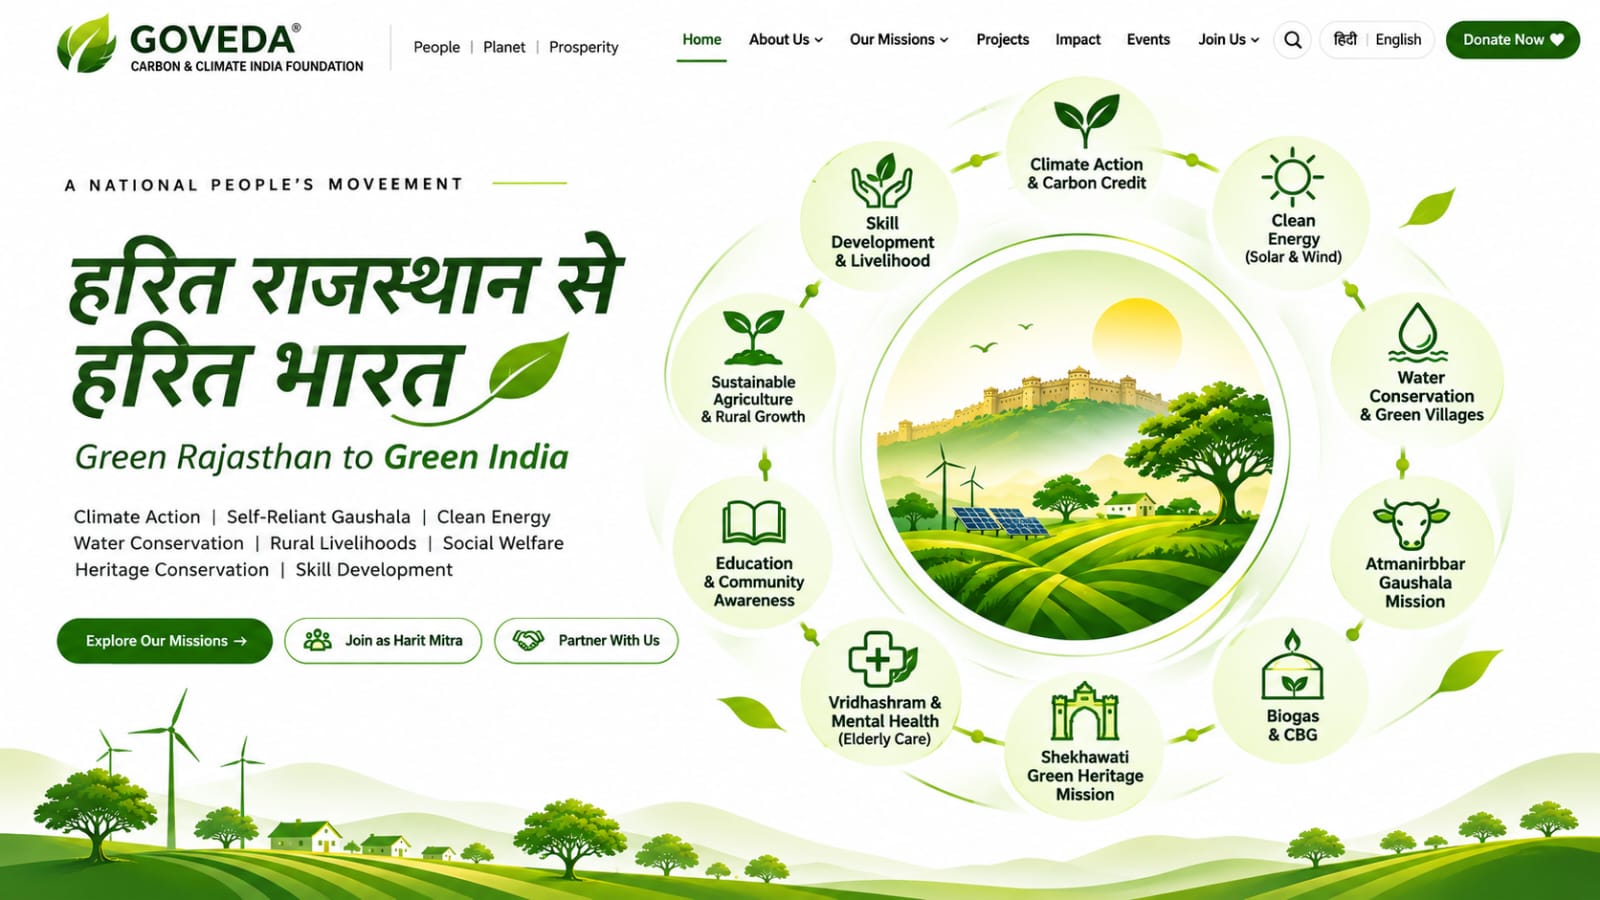 GOVEDA®
CARBON & CLIMATE INDIA FOUNDATION
People | Planet | Prosperity
Home
About Us
Our Missions
Projects
Impact
Events
Join Us
हिंदी | English
Donate Now
A NATIONAL PEOPLE'S MOVEEMENT
हरित राजस्थान से
हरित भारत
Green Rajasthan to Green India
Climate Action | Self-Reliant Gaushala | Clean Energy
Water Conservation | Rural Livelihoods | Social Welfare
Heritage Conservation | Skill Development
Explore Our Missions →
Join as Harit Mitra
Partner With Us
Climate Action
& Carbon Credit
Clean
Energy
(Solar & Wind)
Water
Conservation
& Green Villages
Atmanirbbar
Gaushala
Mission
Biogas
& CBG
Shekhawati
Green Heritage
Mission
Vridhashram &
Mental Health
(Elderly Care)
Education
& Community
Awareness
Sustainable
Agriculture
& Rural Growth
Skill
Development
& Livelihood